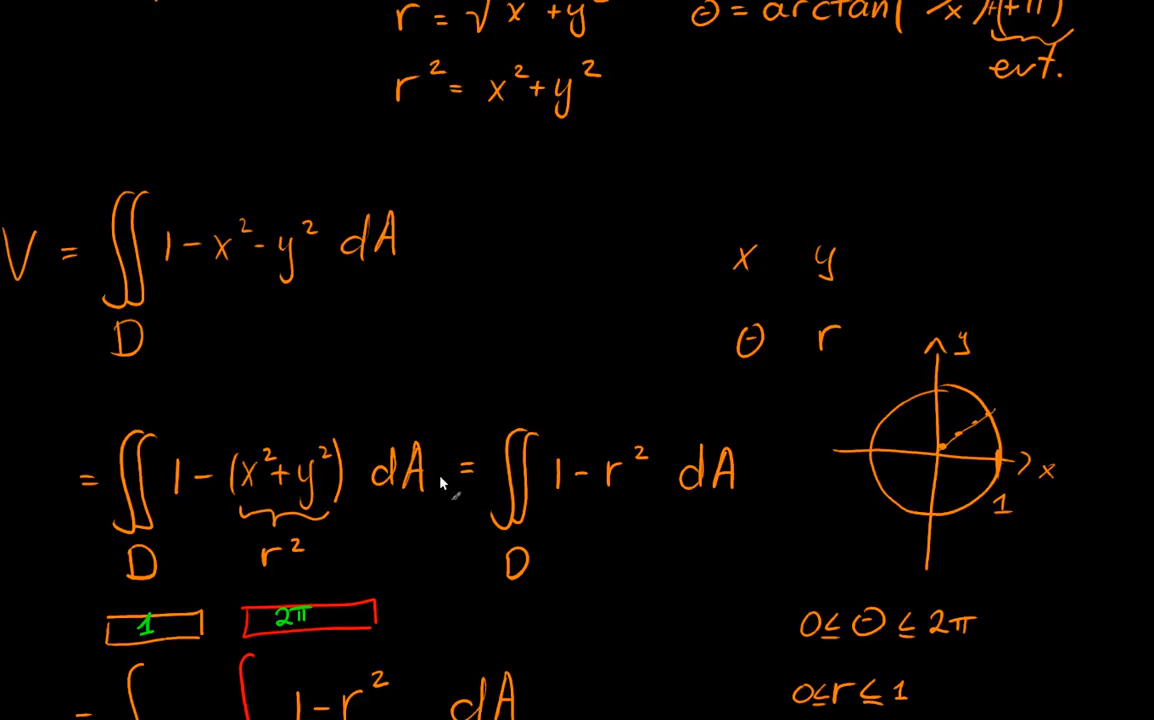 r = √x + y² θ = arctan( /x)(+π)
evt.
r² = x² + y²
V = ∬ 1 - x² - y² dA
D
x y
θ r
y
x
1
= ∬ 1 - (x² + y²) dA = ∬ 1 - r² dA
D r² D
1 2π
0 ≤ θ ≤ 2π
0 ≤ r ≤ 1
= ∫ ∫ 1 - r² dA